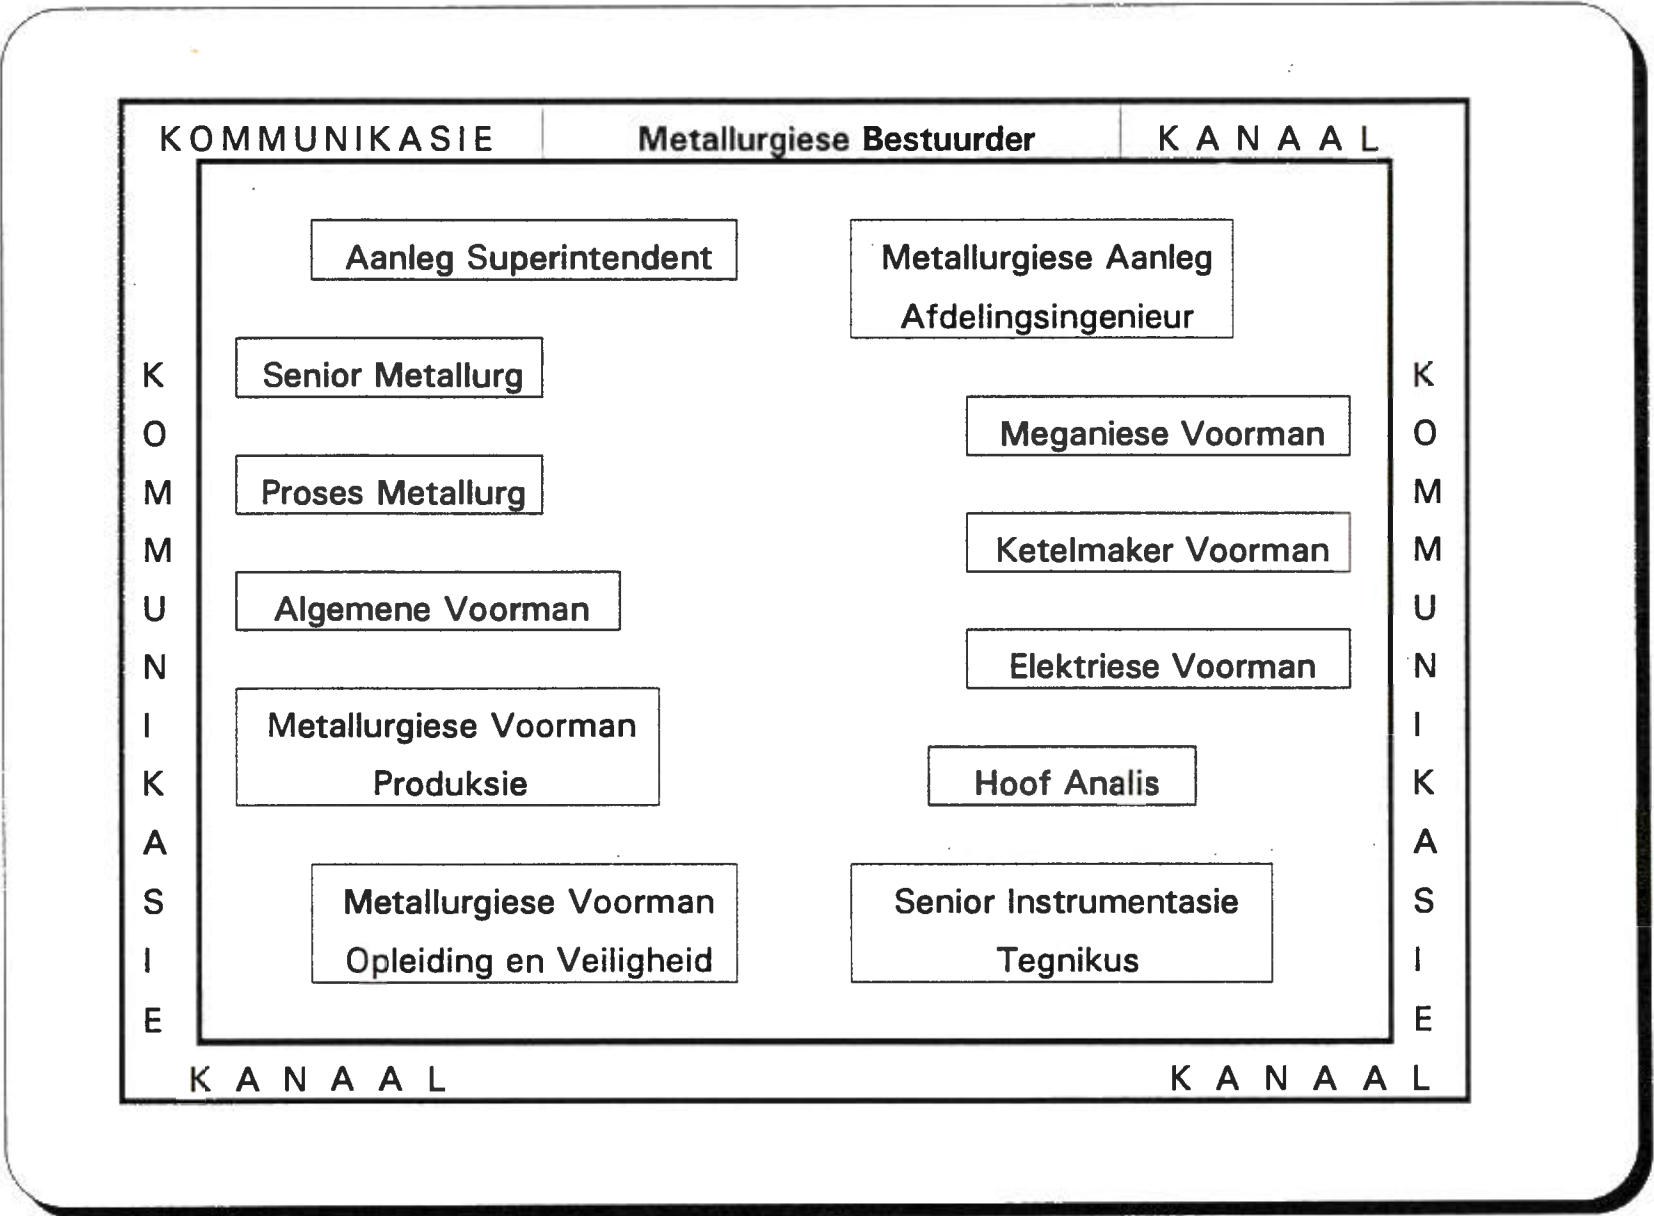 KOMMUNIKASIE Metallurgiese Bestuurder KANAAL
Aanleg Superintendent
Metallurgiese Aanleg
Afdelingsingenieur
Senior Metallurg
Meganiese Voorman
Proses Metallurg
Ketelmaker Voorman
Algemene Voorman
Elektriese Voorman
Metallurgiese Voorman
Produksie
Hoof Analis
Metallurgiese Voorman
Opleiding en Veiligheid
Senior Instrumentasie
Tegnikus
KOMMUNIKASIE
KOMMUNIKASIE
KANAAL
KANAAL